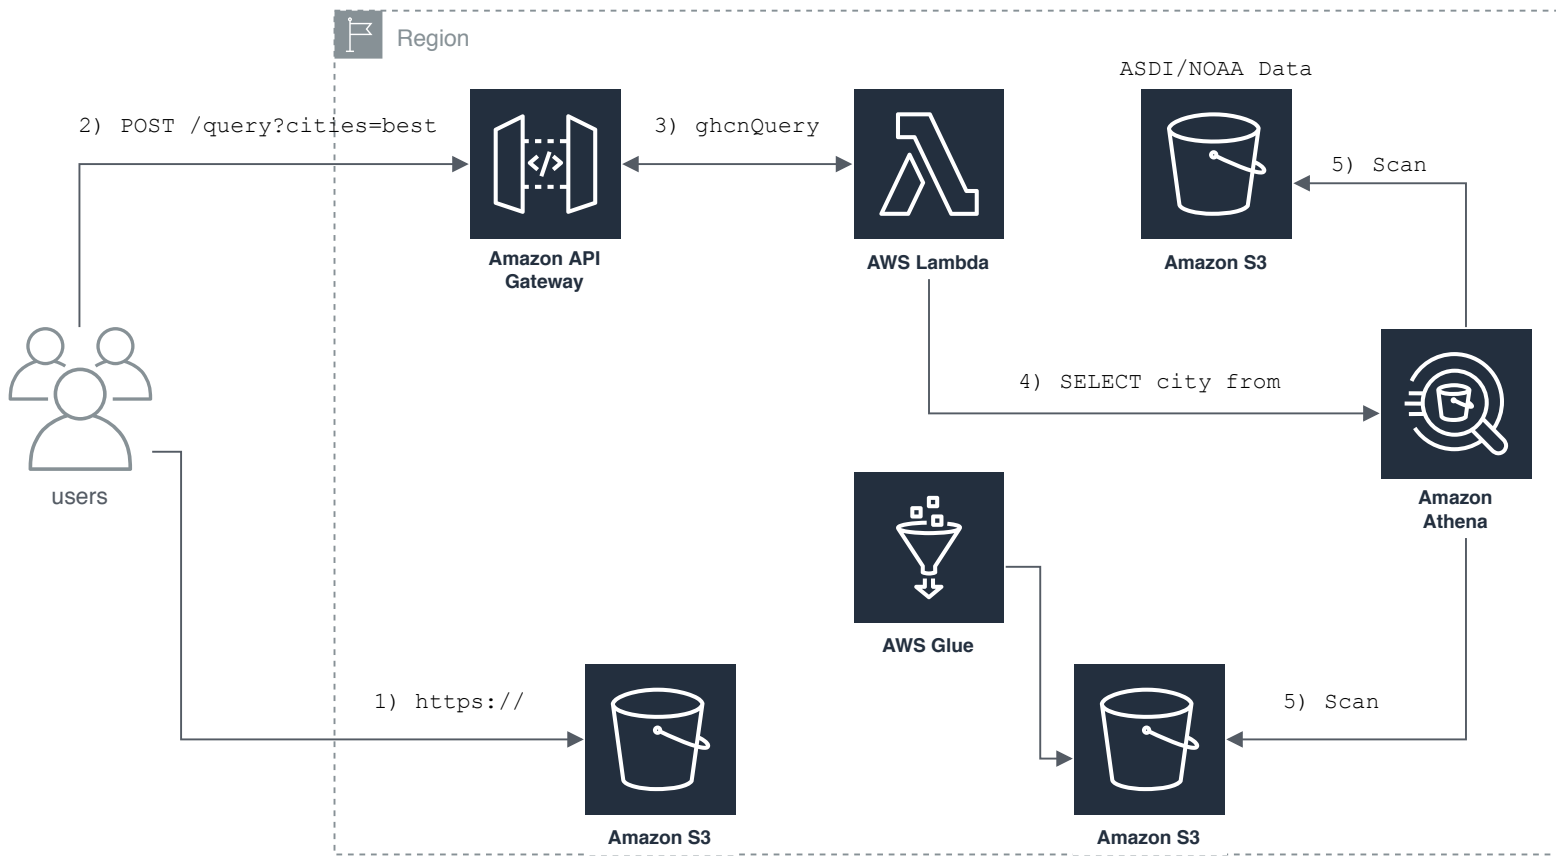 Region
ASDI/NOAA Data
2) POST /query?cities=best
3) ghcnQuery
5) Scan
Amazon API
Gateway
AWS Lambda
Amazon S3
4) SELECT city from
users
Amazon
Athena
AWS Glue
1) https://
5) Scan
Amazon S3
Amazon S3